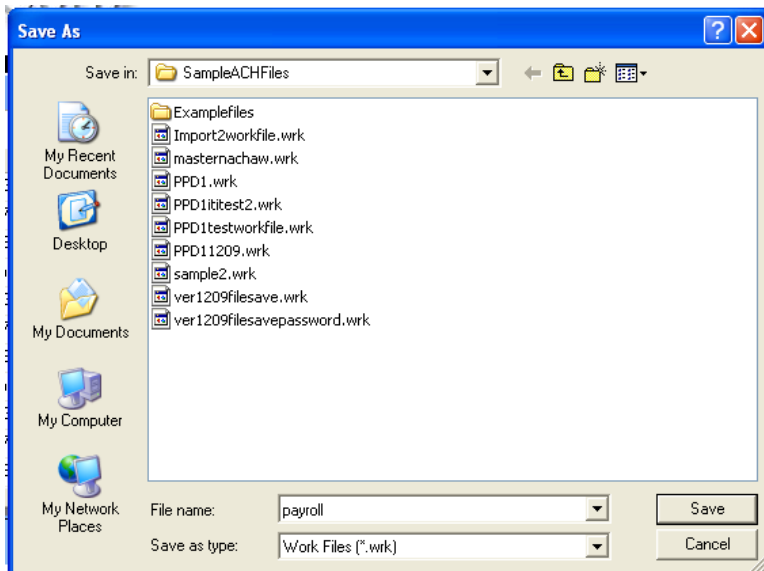 Save As
Save in:
SampleACHFiles
My Recent
Documents
Desktop
My Documents
My Computer
My Network
Places
Examplefiles
Import2workfile.wrk
masternachaw.wrk
PPD1.wrk
PPD1ititest2.wrk
PPD1testworkfile.wrk
PPD11209.wrk
sample2.wrk
ver1209filesave.wrk
ver1209filesavepassword.wrk
File name:
payroll
Save
Save as type:
Work Files (*.wrk)
Cancel